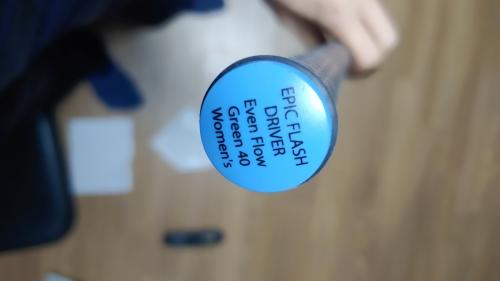 EPIC FLASH
DRIVER
Even Flow
Green 40
Women's